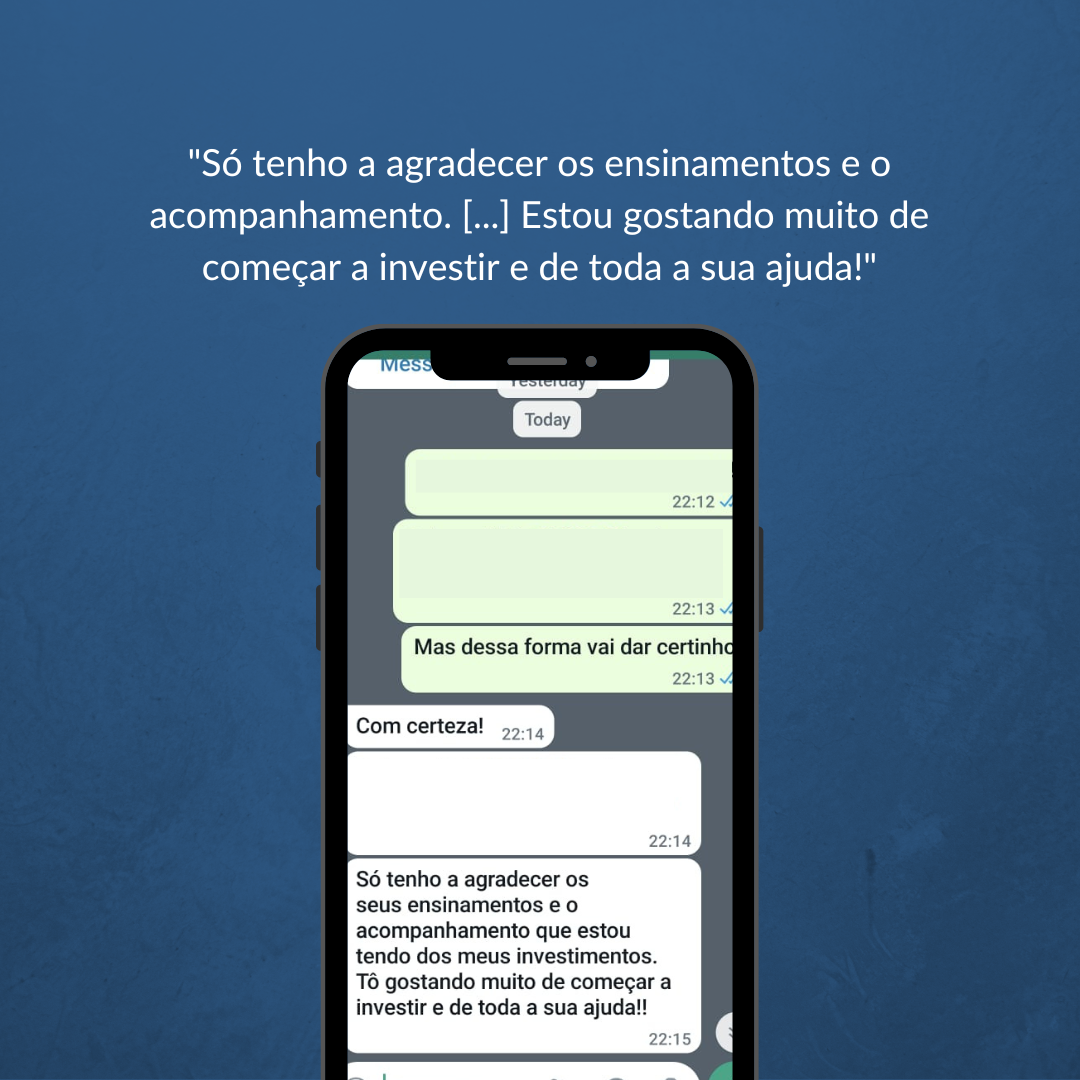 "Só tenho a agradecer os ensinamentos e o
acompanhamento. [...] Estou gostando muito de
começar a investir e de toda a sua ajuda!"
Mess
Yesterday
Today
22:12
22:13
Mas dessa forma vai dar certinho
22:13
Com certeza! 22:14
22:14
Só tenho a agradecer os
seus ensinamentos e o
acompanhamento que estou
tendo dos meus investimentos.
Tô gostando muito de começar a
investir e de toda a sua ajuda!!
22:15